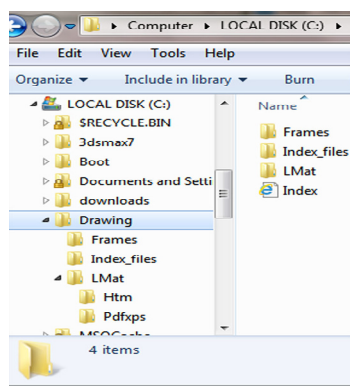 Computer ▸ LOCAL DISK (C:) ▸
File Edit View Tools Help
Organize Include in library Burn
LOCAL DISK (C:)
$RECYCLE.BIN
3dsmax7
Boot
Documents and Setti
downloads
Drawing
Frames
Index_files
LMat
Htm
Pdfxps
MSOCache
Name
Frames
Index_files
LMat
Index
4 items